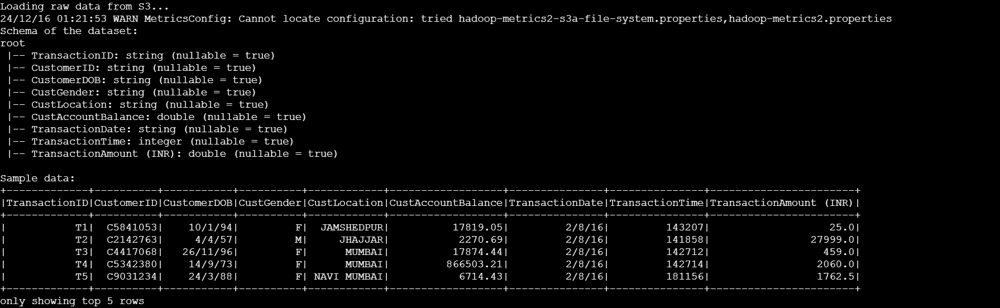 Loading raw data from S3...
24/12/16 01:21:53 WARN MetricsConfig: Cannot locate configuration: tried hadoop-metrics2-s3a-file-system.properties,hadoop-metrics2.properties
Schema of the dataset:
root
 |-- TransactionID: string (nullable = true)
 |-- CustomerID: string (nullable = true)
 |-- CustomerDOB: string (nullable = true)
 |-- CustGender: string (nullable = true)
 |-- CustLocation: string (nullable = true)
 |-- CustAccountBalance: double (nullable = true)
 |-- TransactionDate: string (nullable = true)
 |-- TransactionTime: integer (nullable = true)
 |-- TransactionAmount (INR): double (nullable = true)

Sample data:
+-------------+----------+-----------+----------+------------+------------------+---------------+---------------+-----------------------+
|TransactionID|CustomerID|CustomerDOB|CustGender|CustLocation|CustAccountBalance|TransactionDate|TransactionTime|TransactionAmount (INR)|
+-------------+----------+-----------+----------+------------+------------------+---------------+---------------+-----------------------+
|           T1|  C5841053|    10/1/94|         F|  JAMSHEDPUR|          17819.05|         2/8/16|         143207|                   25.0|
|           T2|  C2142763|     4/4/57|         M|     JHAJJAR|           2270.69|         2/8/16|         141858|                27999.0|
|           T3|  C4417068|   26/11/96|         F|      MUMBAI|          17874.44|         2/8/16|         142712|                  459.0|
|           T4|  C5342380|    14/9/73|         F|      MUMBAI|         866503.21|         2/8/16|         142714|                 2060.0|
|           T5|  C9031234|    24/3/88|         F| NAVI MUMBAI|           6714.43|         2/8/16|         181156|                 1762.5|
+-------------+----------+-----------+----------+------------+------------------+---------------+---------------+-----------------------+
only showing top 5 rows